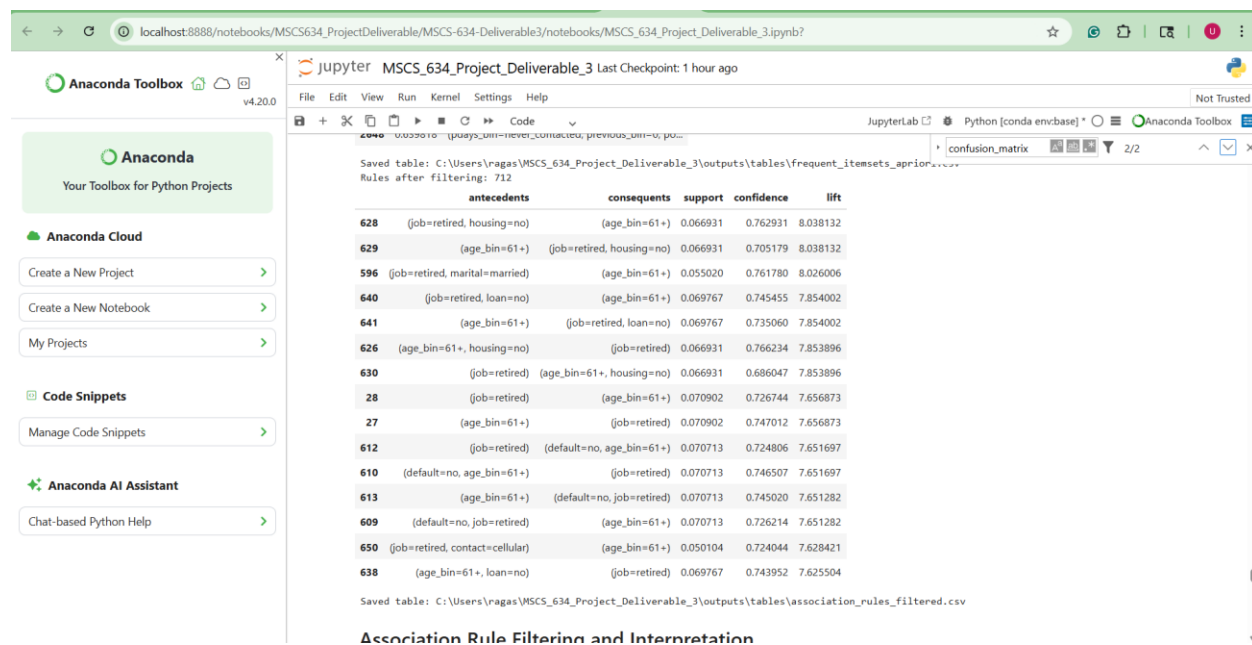 localhost:8888/notebooks/MSCS634_ProjectDeliverable/MSCS-634-Deliverable3/notebooks/MSCS_634_Project_Deliverable_3.ipynb?
U
Anaconda Toolbox
v4.20.0
Anaconda
Your Toolbox for Python Projects
Anaconda Cloud
Create a New Project
Create a New Notebook
My Projects
Code Snippets
Manage Code Snippets
Anaconda AI Assistant
Chat-based Python Help
jupyter MSCS_634_Project_Deliverable_3 Last Checkpoint: 1 hour ago
File Edit View Run Kernel Settings Help
Not Trusted
Code
JupyterLab Python [conda env:base] * Anaconda Toolbox
confusion_matrix 2/2
2648 0.659818 (pdays_bin=never_contacted, previous_bin=0, po...
Saved table: C:\Users\ragas\MSCS_634_Project_Deliverable_3\outputs\tables\frequent_itemsets_apriori.csv
Rules after filtering: 712
antecedents consequents support confidence lift
628 (job=retired, housing=no) (age_bin=61+) 0.066931 0.762931 8.038132
629 (age_bin=61+) (job=retired, housing=no) 0.066931 0.705179 8.038132
596 (job=retired, marital=married) (age_bin=61+) 0.055020 0.761780 8.026006
640 (job=retired, loan=no) (age_bin=61+) 0.069767 0.745455 7.854002
641 (age_bin=61+) (job=retired, loan=no) 0.069767 0.735060 7.854002
626 (age_bin=61+, housing=no) (job=retired) 0.066931 0.766234 7.853896
630 (job=retired) (age_bin=61+, housing=no) 0.066931 0.686047 7.853896
28 (job=retired) (age_bin=61+) 0.070902 0.726744 7.656873
27 (age_bin=61+) (job=retired) 0.070902 0.747012 7.656873
612 (job=retired) (default=no, age_bin=61+) 0.070713 0.724806 7.651697
610 (default=no, age_bin=61+) (job=retired) 0.070713 0.746507 7.651697
613 (age_bin=61+) (default=no, job=retired) 0.070713 0.745020 7.651282
609 (default=no, job=retired) (age_bin=61+) 0.070713 0.726214 7.651282
650 (job=retired, contact=cellular) (age_bin=61+) 0.050104 0.724044 7.628421
638 (age_bin=61+, loan=no) (job=retired) 0.069767 0.743952 7.625504
Saved table: C:\Users\ragas\MSCS_634_Project_Deliverable_3\outputs\tables\association_rules_filtered.csv
Association Rule Filtering and Interpretation